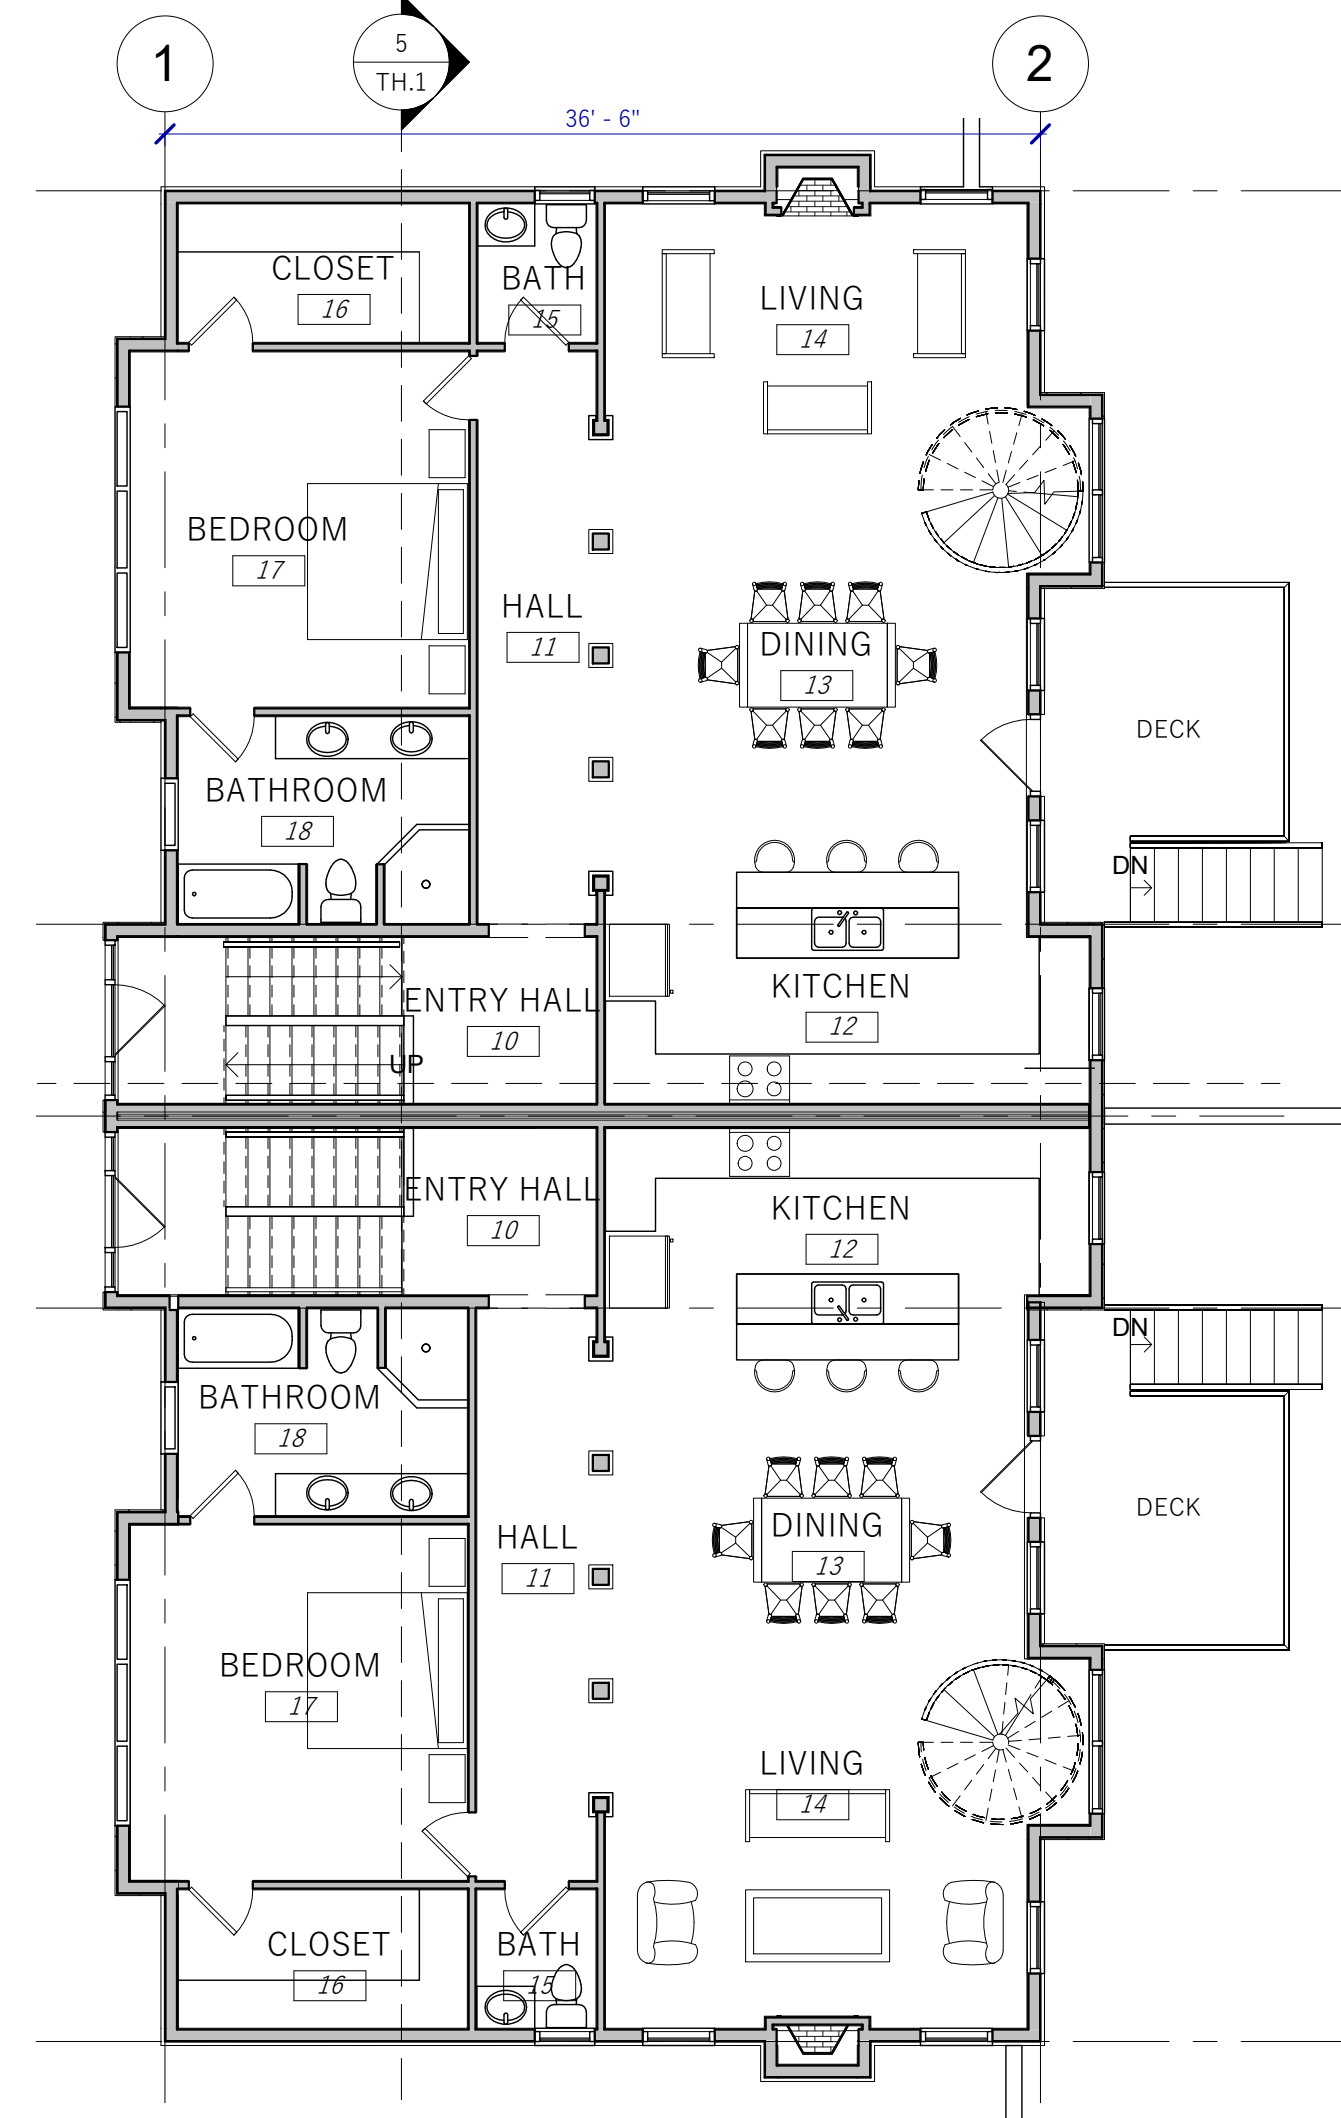 1
5
TH.1
2
36' - 6"
CLOSET
16
BATH
15
LIVING
14
BEDROOM
17
HALL
11
DINING
13
DECK
BATHROOM
18
DN
ENTRY HALL
10
KITCHEN
12
UP
ENTRY HALL
10
KITCHEN
12
DN
BATHROOM
18
HALL
11
DINING
13
DECK
BEDROOM
17
LIVING
14
CLOSET
16
BATH
15